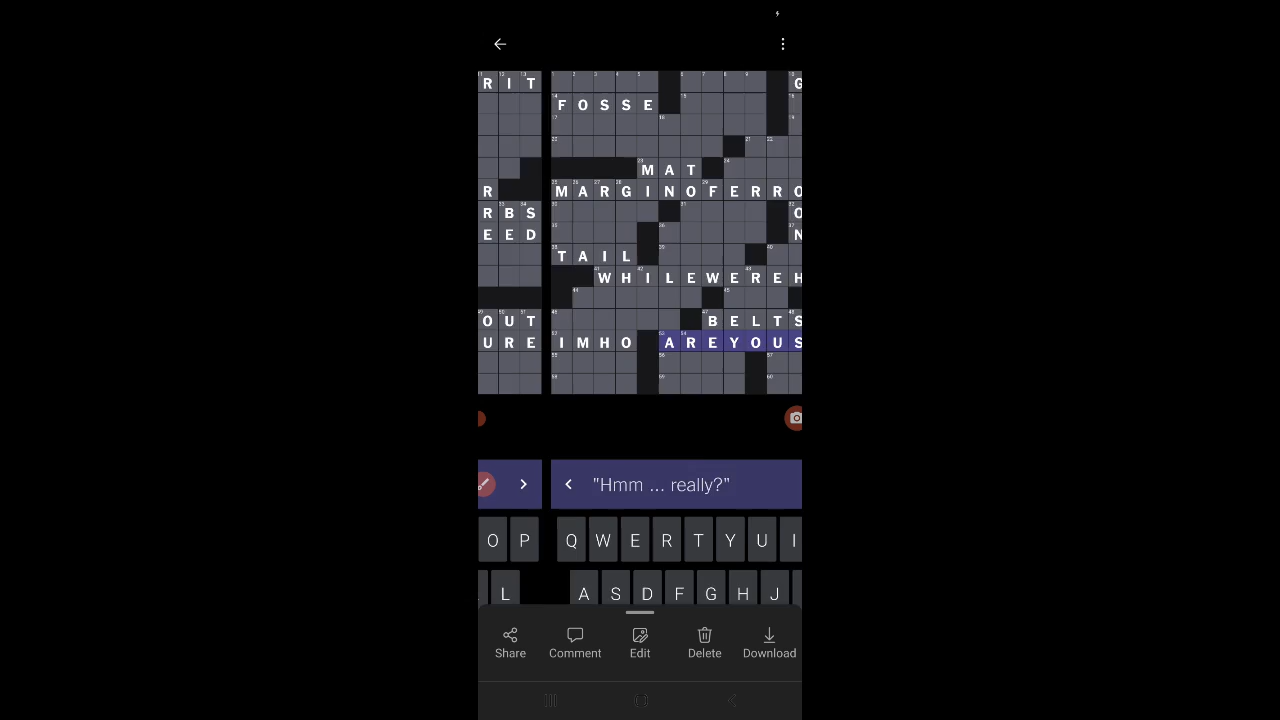 R I T G
F O S S E
M A T
R M A R G I N O F E R R O
R B S O
E E D N
T A I L
W H I L E W E R E H
O U T B E L T S
U R E I M H O A R E Y O U S
"Hmm ... really?"
O P Q W E R T Y U I
L A S D F G H J
Share Comment Edit Delete Download